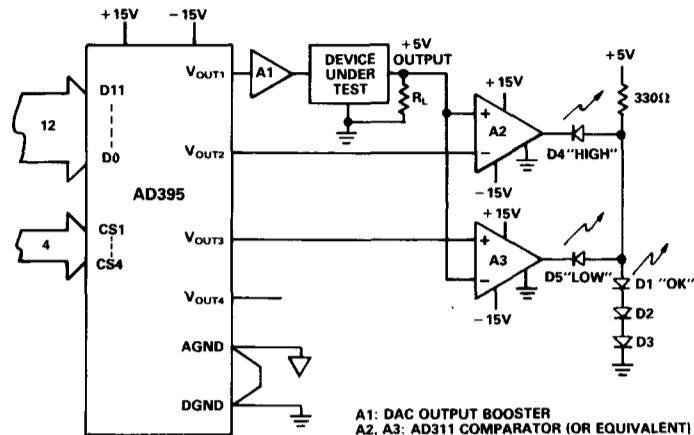 +15V
-15V
VOUT1
A1
DEVICE
UNDER
TEST
+5V
OUTPUT
RL
+5V
330Ω
D11
12
D0
+15V
+
A2
-
-15V
D4 "HIGH"
VOUT2
AD395
CS1
4
CS4
VOUT3
+15V
+
A3
-
-15V
D5 "LOW"
D1 "OK"
D2
D3
VOUT4
AGND
DGND
A1: DAC OUTPUT BOOSTER
A2, A3: AD311 COMPARATOR (OR EQUIVALENT)